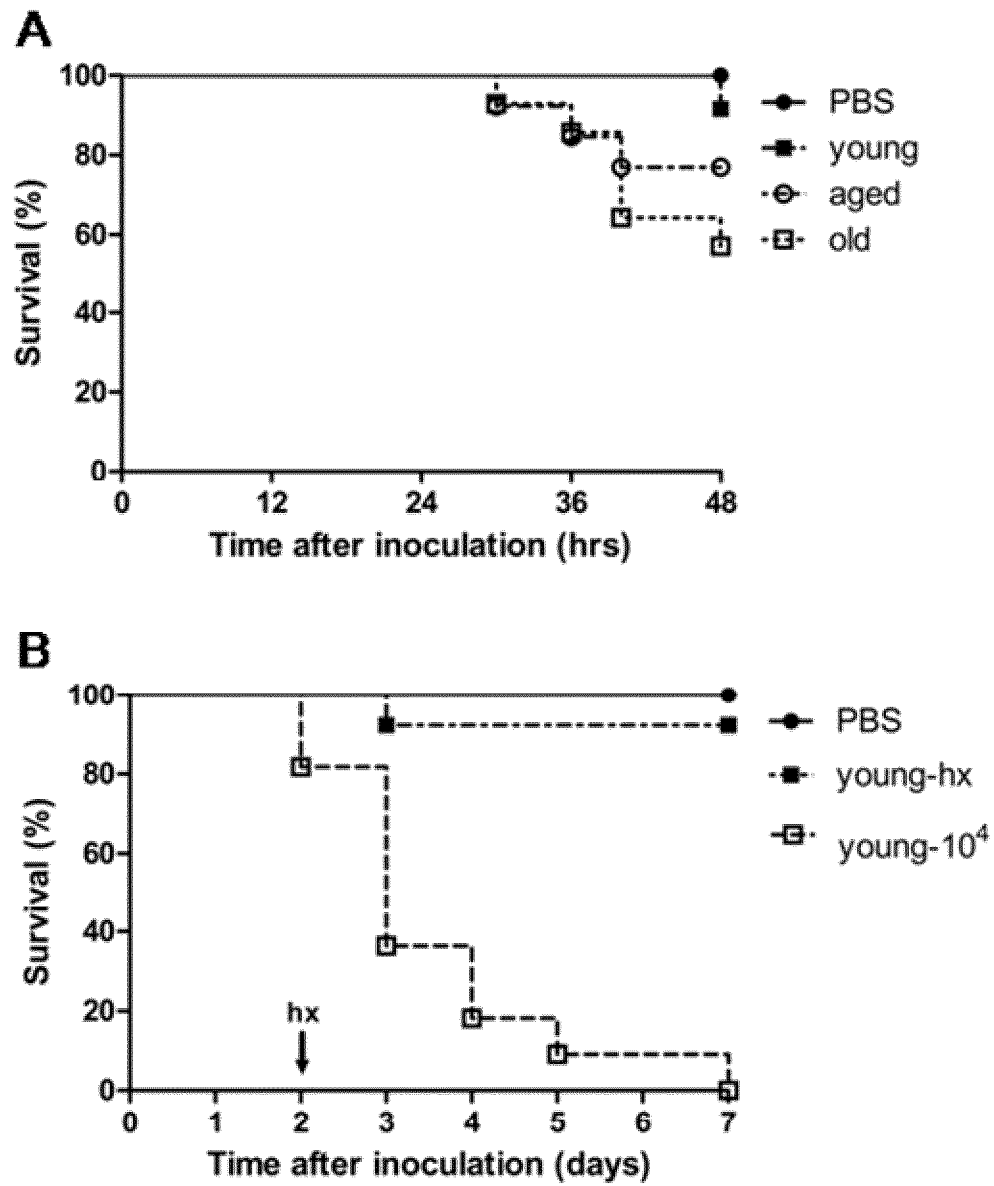 A
100
80
60
40
20
0
Survival (%)
0 12 24 36 48
Time after inoculation (hrs)
PBS
young
aged
old
B
100
80
60
40
20
0
Survival (%)
hx
0 1 2 3 4 5 6 7
Time after inoculation (days)
PBS
young-hx
young-10⁴